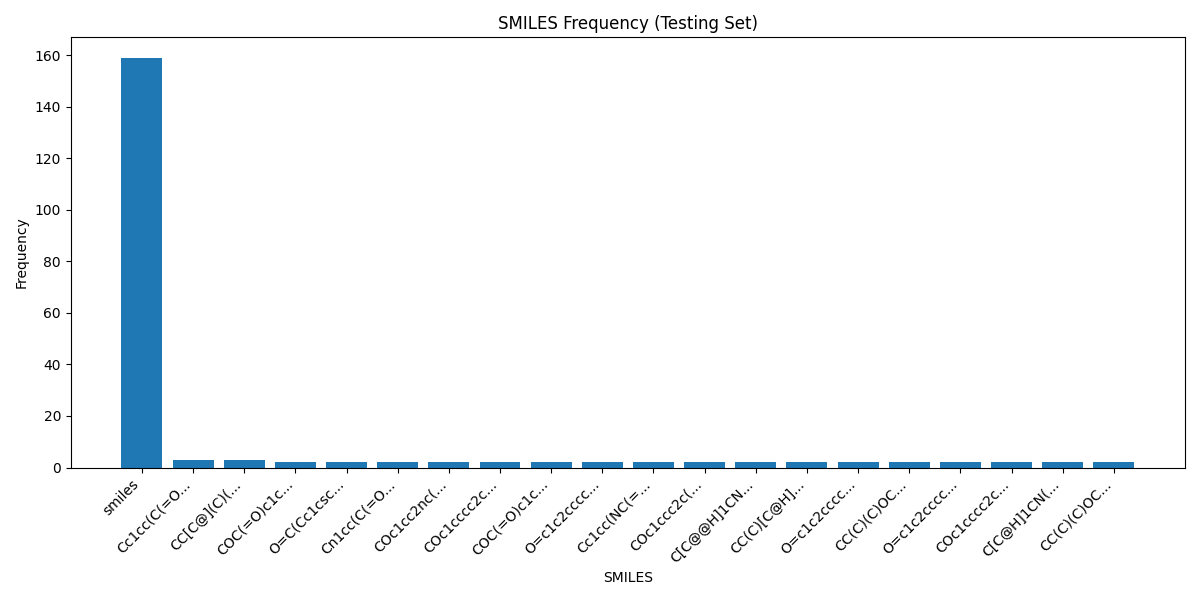 SMILES Frequency (Testing Set)
Frequency
160
140
120
100
80
60
40
20
0
smiles
Cc1cc(C(=O...
CC[C@](C)(...
COC(=O)c1c...
O=C(Cc1csc...
Cn1cc(C(=O...
COc1cc2nc(...
COc1cccc2c...
COC(=O)c1c...
O=c1c2cccc...
Cc1cc(NC(=...
COc1ccc2c(...
C[C@@H]1CN...
CC(C)[C@H]...
O=c1c2cccc...
CC(C)(C)OC...
O=c1c2cccc...
COc1cccc2c...
C[C@H]1CN(...
CC(C)(C)OC...
SMILES